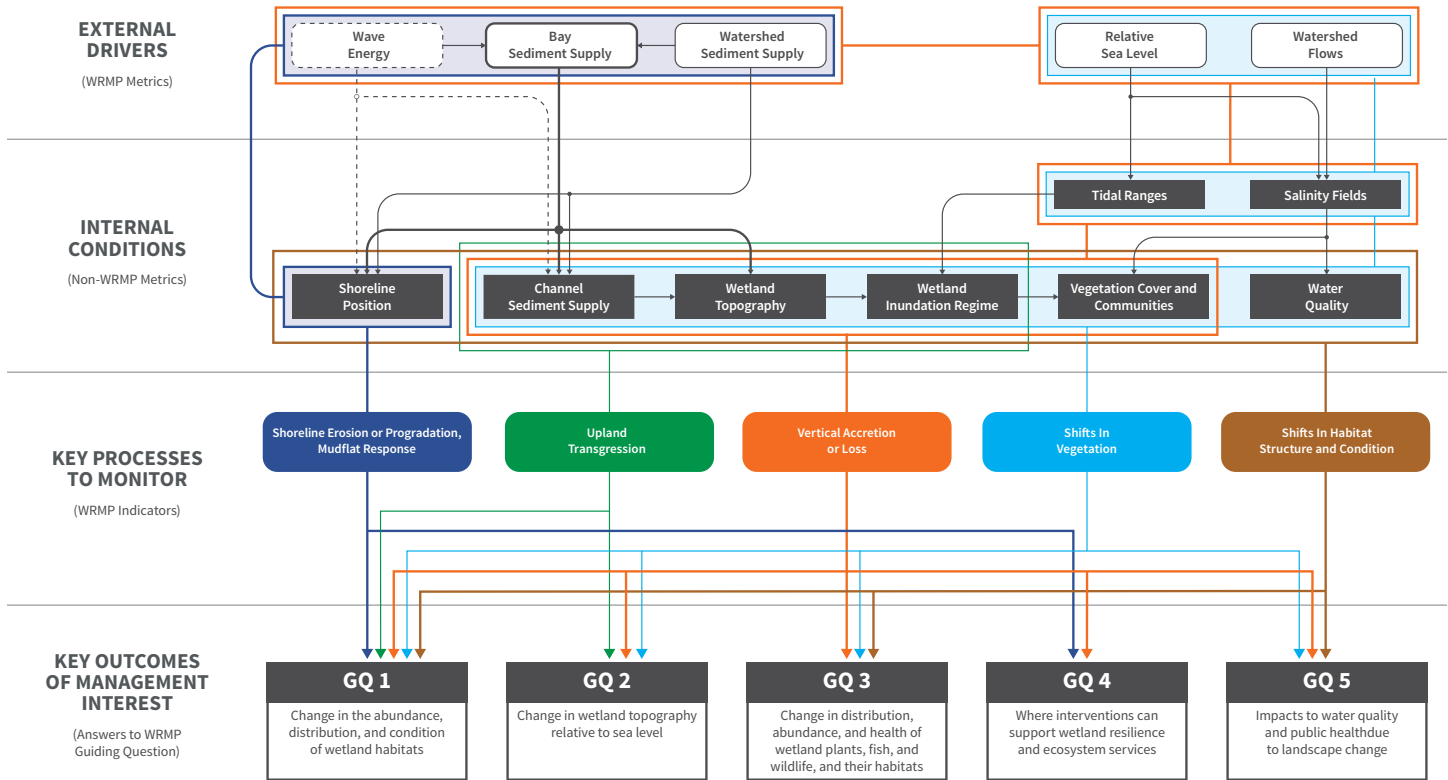 EXTERNAL
DRIVERS
(WRMP Metrics)
Wave
Energy
Bay
Sediment Supply
Watershed
Sediment Supply
Relative
Sea Level
Watershed
Flows
INTERNAL
CONDITIONS
(Non-WRMP Metrics)
Tidal Ranges
Salinity Fields
Shoreline
Position
Channel
Sediment Supply
Wetland
Topography
Wetland
Inundation Regime
Vegetation Cover and
Communities
Water
Quality
KEY PROCESSES
TO MONITOR
(WRMP Indicators)
Shoreline Erosion or Progradation,
Mudflat Response
Upland
Transgression
Vertical Accretion
or Loss
Shifts In
Vegetation
Shifts In Habitat
Structure and Condition
KEY OUTCOMES
OF MANAGEMENT
INTEREST
(Answers to WRMP
Guiding Question)
GQ 1
Change in the abundance,
distribution, and condition
of wetland habitats
GQ 2
Change in wetland topography
relative to sea level
GQ 3
Change in distribution,
abundance, and health of
wetland plants, fish, and
wildlife, and their habitats
GQ 4
Where interventions can
support wetland resilience
and ecosystem services
GQ 5
Impacts to water quality
and public healthdue
to landscape change